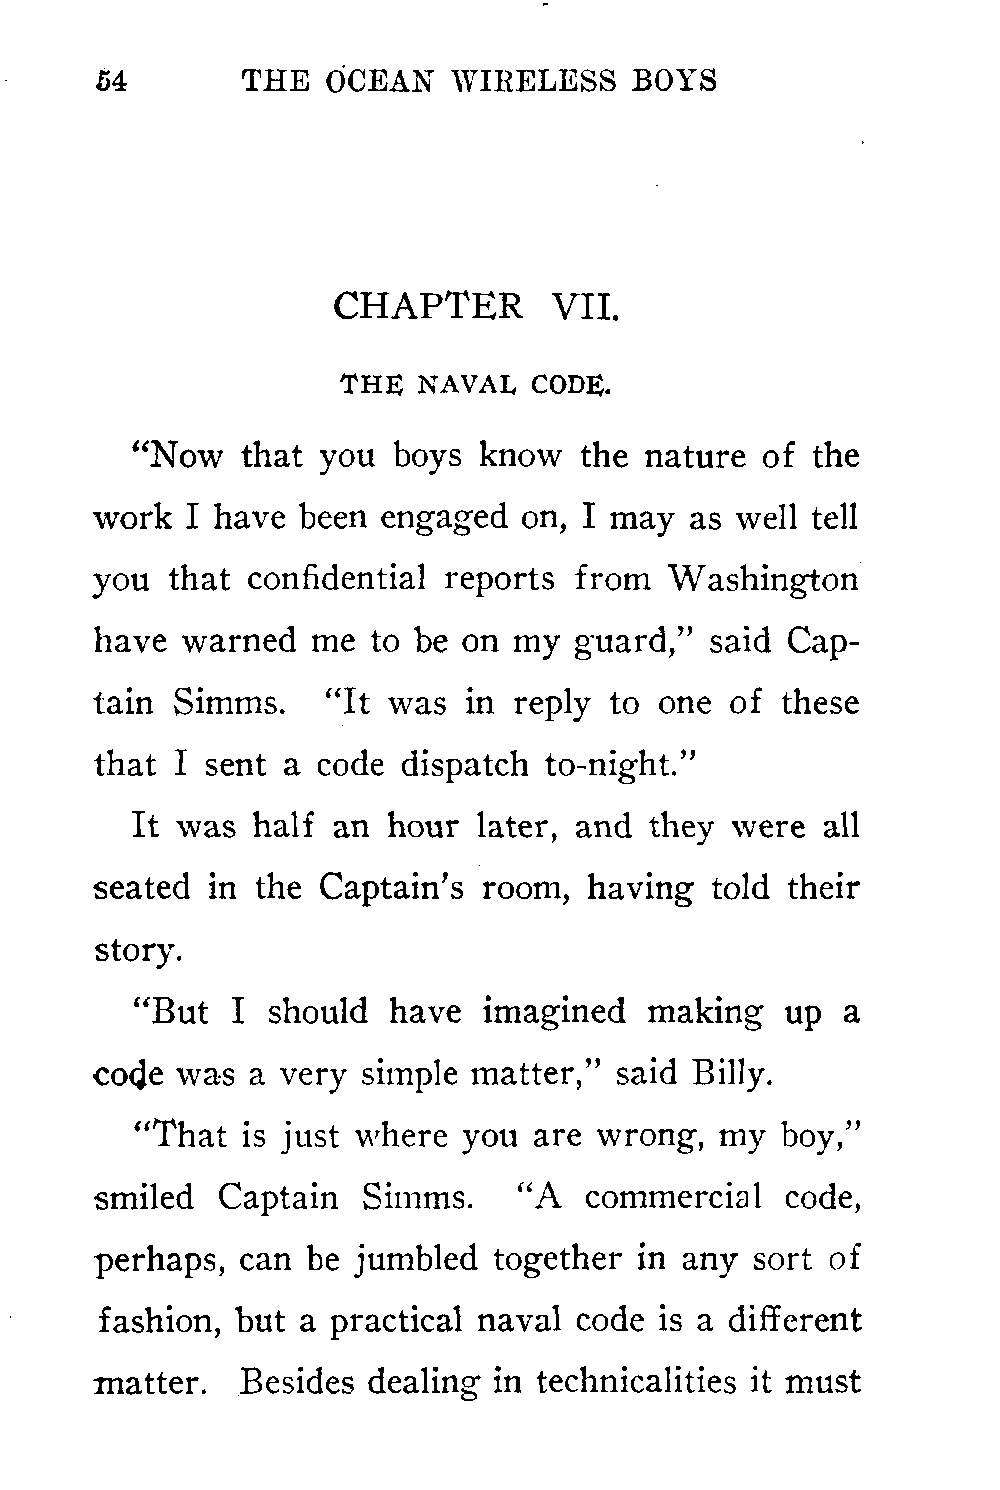 54 THE OCEAN WIRELESS BOYS
CHAPTER VII.
THE NAVAL CODE.
“Now that you boys know the nature of the
work I have been engaged on, I may as well tell
you that confidential reports from Washington
have warned me to be on my guard,” said Cap-
tain Simms. “It was in reply to one of these
that I sent a code dispatch to-night.”
It was half an hour later, and they were all
seated in the Captain's room, having told their
story.
“But I should have imagined making up a
code was a very simple matter,” said Billy.
“That is just where you are wrong, my boy,”
smiled Captain Simms. “A commercial code,
perhaps, can be jumbled together in any sort of
fashion, but a practical naval code is a different
matter. Besides dealing in technicalities it must